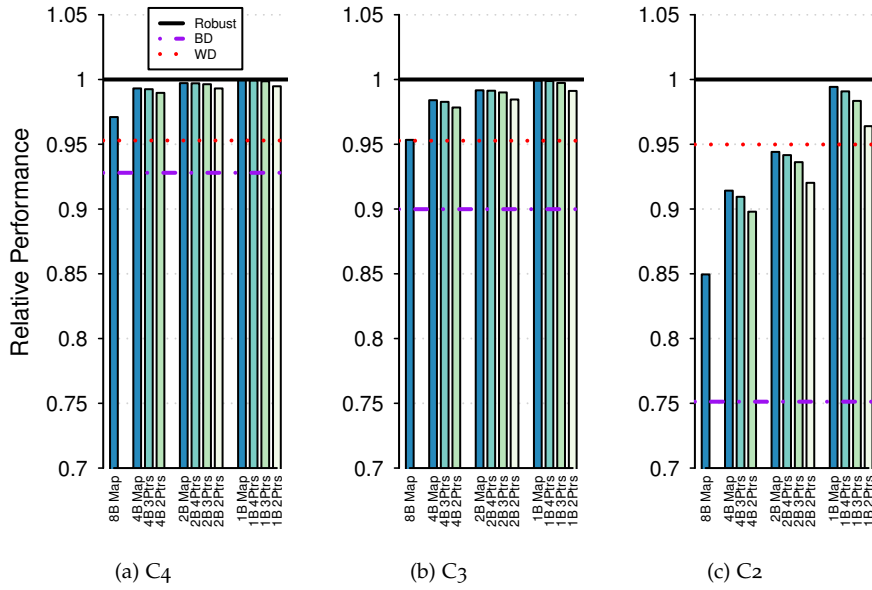 Relative Performance
1.05
1
0.95
0.9
0.85
0.8
0.75
0.7
Robust
BD
WD
8B Map
4B Map
4B 3Ptrs
4B 2Ptrs
2B Map
2B 4Ptrs
2B 3Ptrs
2B 2Ptrs
1B Map
1B 4Ptrs
1B 3Ptrs
1B 2Ptrs
(a) C4
1.05
1
0.95
0.9
0.85
0.8
0.75
0.7
8B Map
4B Map
4B 3Ptrs
4B 2Ptrs
2B Map
2B 4Ptrs
2B 3Ptrs
2B 2Ptrs
1B Map
1B 4Ptrs
1B 3Ptrs
1B 2Ptrs
(b) C3
1.05
1
0.95
0.9
0.85
0.8
0.75
0.7
8B Map
4B Map
4B 3Ptrs
4B 2Ptrs
2B Map
2B 4Ptrs
2B 3Ptrs
2B 2Ptrs
1B Map
1B 4Ptrs
1B 3Ptrs
1B 2Ptrs
(c) C2